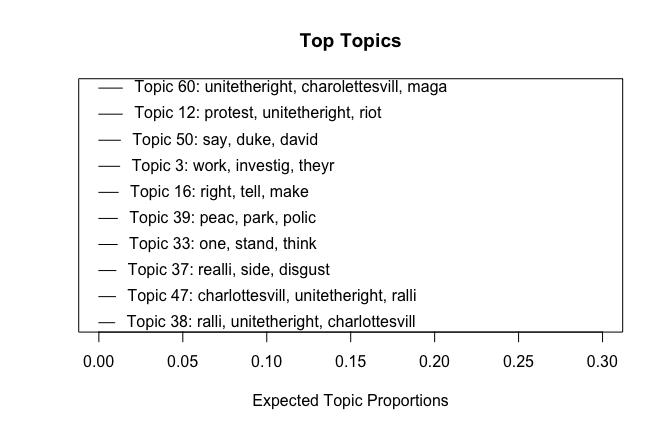 Top Topics
Topic 60: unitetheright, charolettesvill, maga
Topic 12: protest, unitetheright, riot
Topic 50: say, duke, david
Topic 3: work, investig, theyr
Topic 16: right, tell, make
Topic 39: peac, park, polic
Topic 33: one, stand, think
Topic 37: realli, side, disgust
Topic 47: charlottesvill, unitetheright, ralli
Topic 38: ralli, unitetheright, charlottesvill
0.00 0.05 0.10 0.15 0.20 0.25 0.30
Expected Topic Proportions